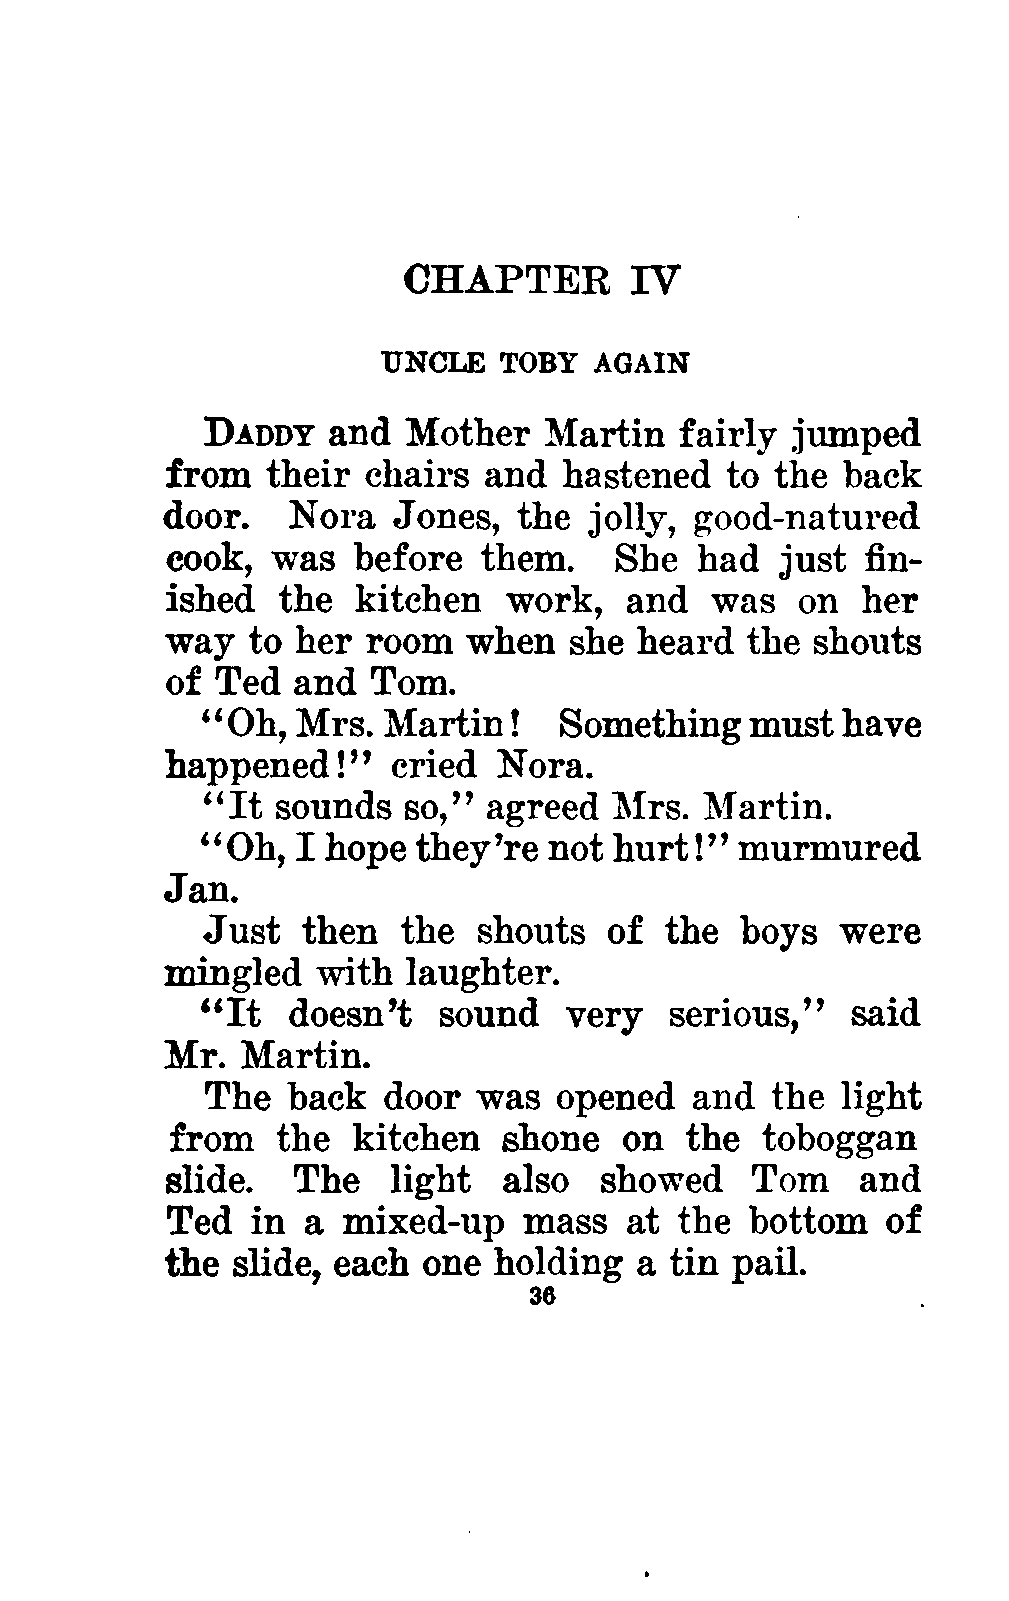 CHAPTER IV
UNCLE TOBY AGAIN
DADDY and Mother Martin fairly jumped
from their chairs and hastened to the back
door. Nora Jones, the jolly, good-natured
cook, was before them. She had just fin-
ished the kitchen work, and was on her
way to her room when she heard the shouts
of Ted and Tom.
“Oh, Mrs. Martin! Something must have
happened!” cried Nora.
“It sounds so,” agreed Mrs. Martin.
“Oh, I hope they’re not hurt!” murmured
Jan.
Just then the shouts of the boys were
mingled with laughter.
“It doesn’t sound very serious,” said
Mr. Martin.
The back door was opened and the light
from the kitchen shone on the toboggan
slide. The light also showed Tom and
Ted in a mixed-up mass at the bottom of
the slide, each one holding a tin pail.
36